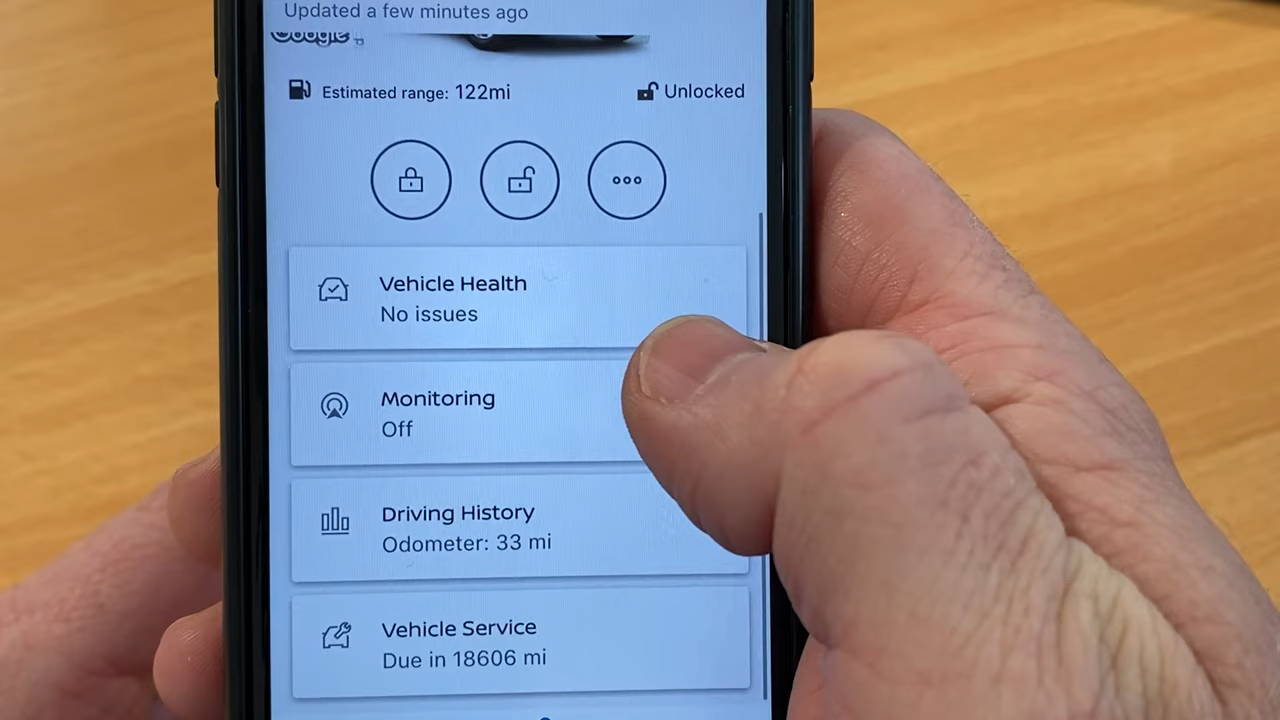 Updated a few minutes ago
Google
Estimated range: 122mi
Unlocked
Vehicle Health
No issues
Monitoring
Off
Driving History
Odometer: 33 mi
Vehicle Service
Due in 18606 mi